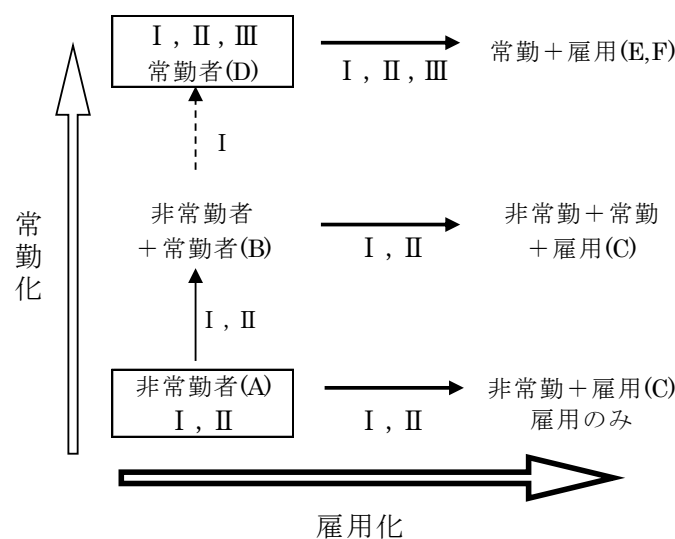 Ⅰ , Ⅱ , Ⅲ
常勤者(D)
Ⅰ , Ⅱ , Ⅲ
常勤＋雇用(E,F)
Ⅰ
非常勤者
＋常勤者(B)
Ⅰ , Ⅱ
非常勤＋常勤
＋雇用(C)
常勤化
Ⅰ , Ⅱ
非常勤者(A)
Ⅰ , Ⅱ
Ⅰ , Ⅱ
非常勤＋雇用(C)
雇用のみ
雇用化